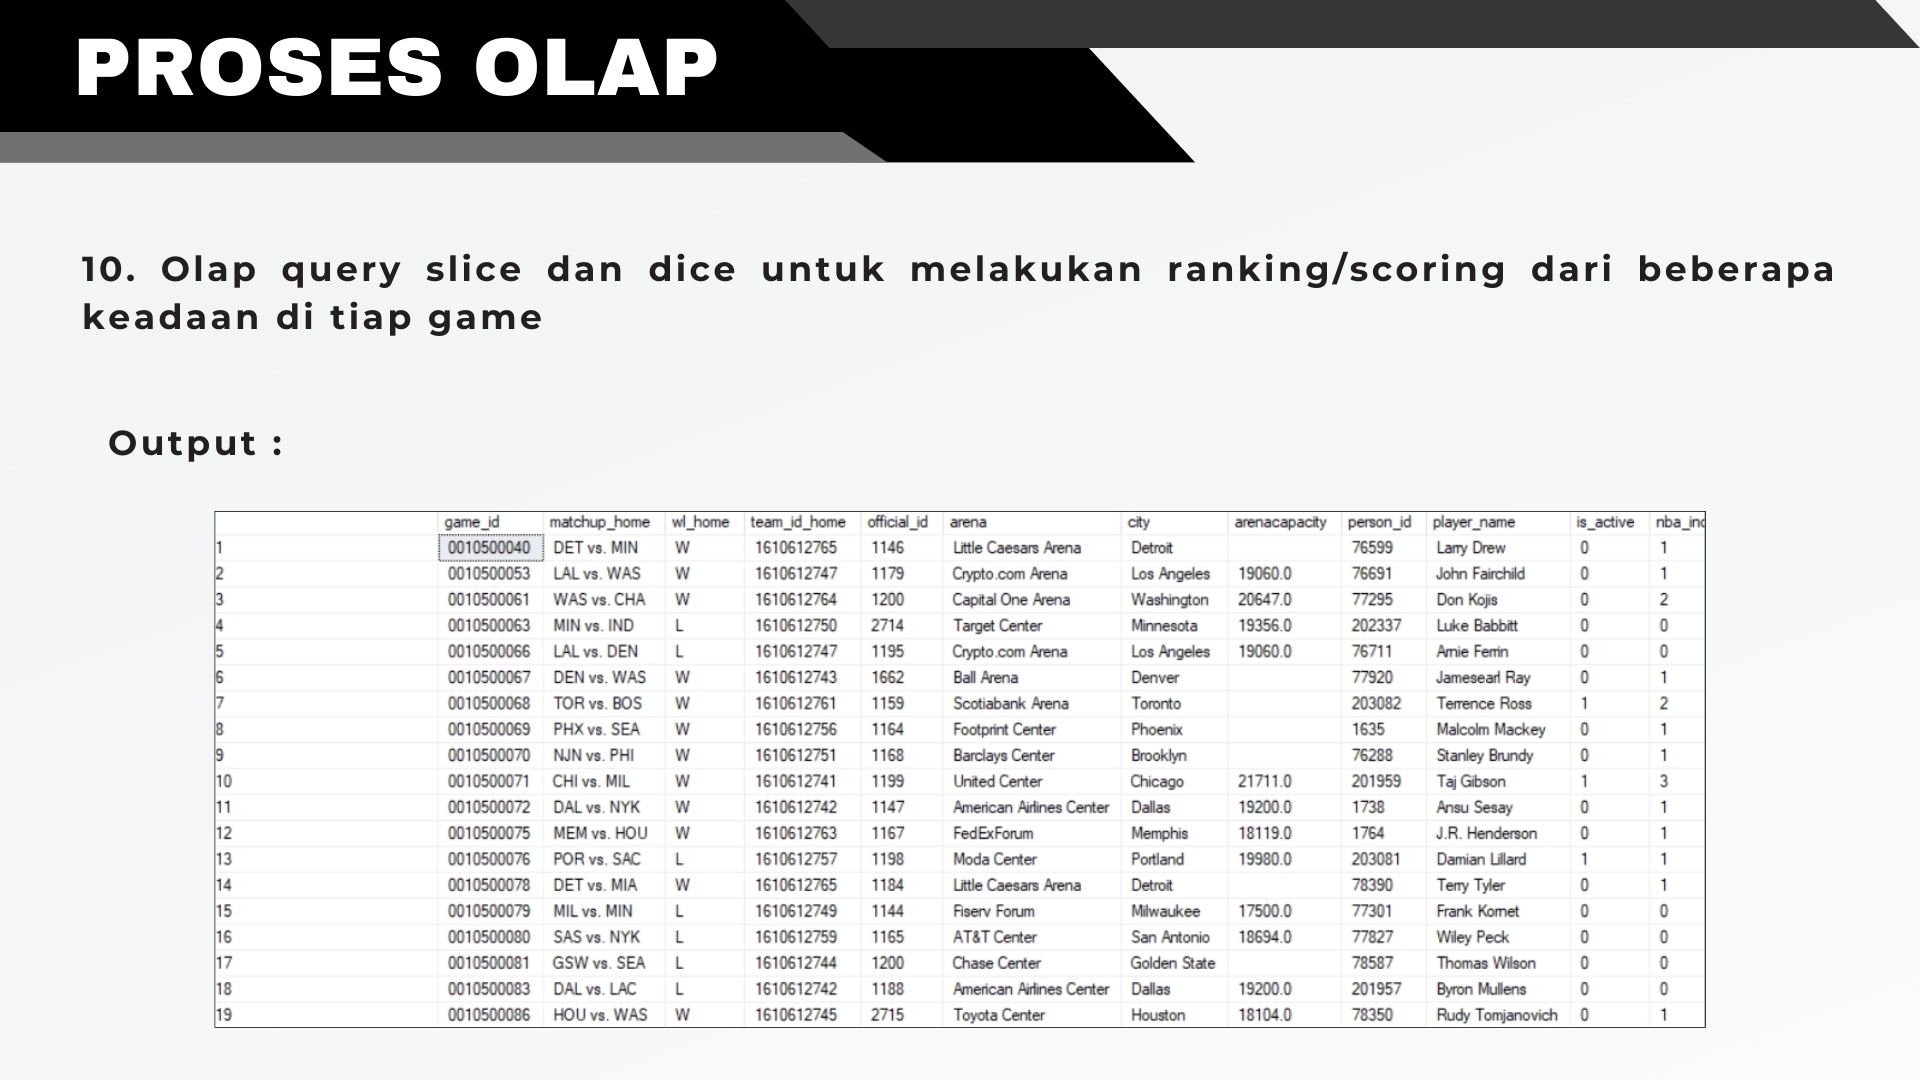 PROSES OLAP
10. Olap query slice dan dice untuk melakukan ranking/scoring dari beberapa
keadaan di tiap game
Output :
game_id matchup_home wl_home team_id_home official_id arena city arenacapacity person_id player_name is_active nba_inc
1 0010500040 DET vs. MIN W 1610612765 1146 Little Caesars Arena Detroit 76599 Larry Drew 0 1
2 0010500053 LAL vs. WAS W 1610612747 1179 Crypto.com Arena Los Angeles 19060.0 76691 John Fairchild 0 1
3 0010500061 WAS vs. CHA W 1610612764 1200 Capital One Arena Washington 20647.0 77295 Don Kojis 0 2
4 0010500063 MIN vs. IND L 1610612750 2714 Target Center Minnesota 19356.0 202337 Luke Babbitt 0 0
5 0010500066 LAL vs. DEN L 1610612747 1195 Crypto.com Arena Los Angeles 19060.0 76711 Arnie Ferrin 0 0
6 0010500067 DEN vs. WAS W 1610612743 1662 Ball Arena Denver 77920 Jamesearl Ray 0 1
7 0010500068 TOR vs. BOS W 1610612761 1159 Scotiabank Arena Toronto 203082 Terrence Ross 1 2
8 0010500069 PHX vs. SEA W 1610612756 1164 Footprint Center Phoenix 1635 Malcolm Mackey 0 1
9 0010500070 NJN vs. PHI W 1610612751 1168 Barclays Center Brooklyn 76288 Stanley Brundy 0 1
10 0010500071 CHI vs. MIL W 1610612741 1199 United Center Chicago 21711.0 201959 Taj Gibson 1 3
11 0010500072 DAL vs. NYK W 1610612742 1147 American Airlines Center Dallas 19200.0 1738 Ansu Sesay 0 1
12 0010500075 MEM vs. HOU W 1610612763 1167 FedExForum Memphis 18119.0 1764 J.R. Henderson 0 1
13 0010500076 POR vs. SAC L 1610612757 1198 Moda Center Portland 19980.0 203081 Damian Lillard 1 1
14 0010500078 DET vs. MIA W 1610612765 1184 Little Caesars Arena Detroit 78390 Terry Tyler 0 1
15 0010500079 MIL vs. MIN L 1610612749 1144 Fiserv Forum Milwaukee 17500.0 77301 Frank Kornet 0 0
16 0010500080 SAS vs. NYK L 1610612759 1165 AT&T Center San Antonio 18694.0 77827 Wiley Peck 0 0
17 0010500081 GSW vs. SEA L 1610612744 1200 Chase Center Golden State 78587 Thomas Wilson 0 0
18 0010500083 DAL vs. LAC L 1610612742 1188 American Airlines Center Dallas 19200.0 201957 Byron Mullens 0 0
19 0010500086 HOU vs. WAS W 1610612745 2715 Toyota Center Houston 18104.0 78350 Rudy Tomjanovich 0 1